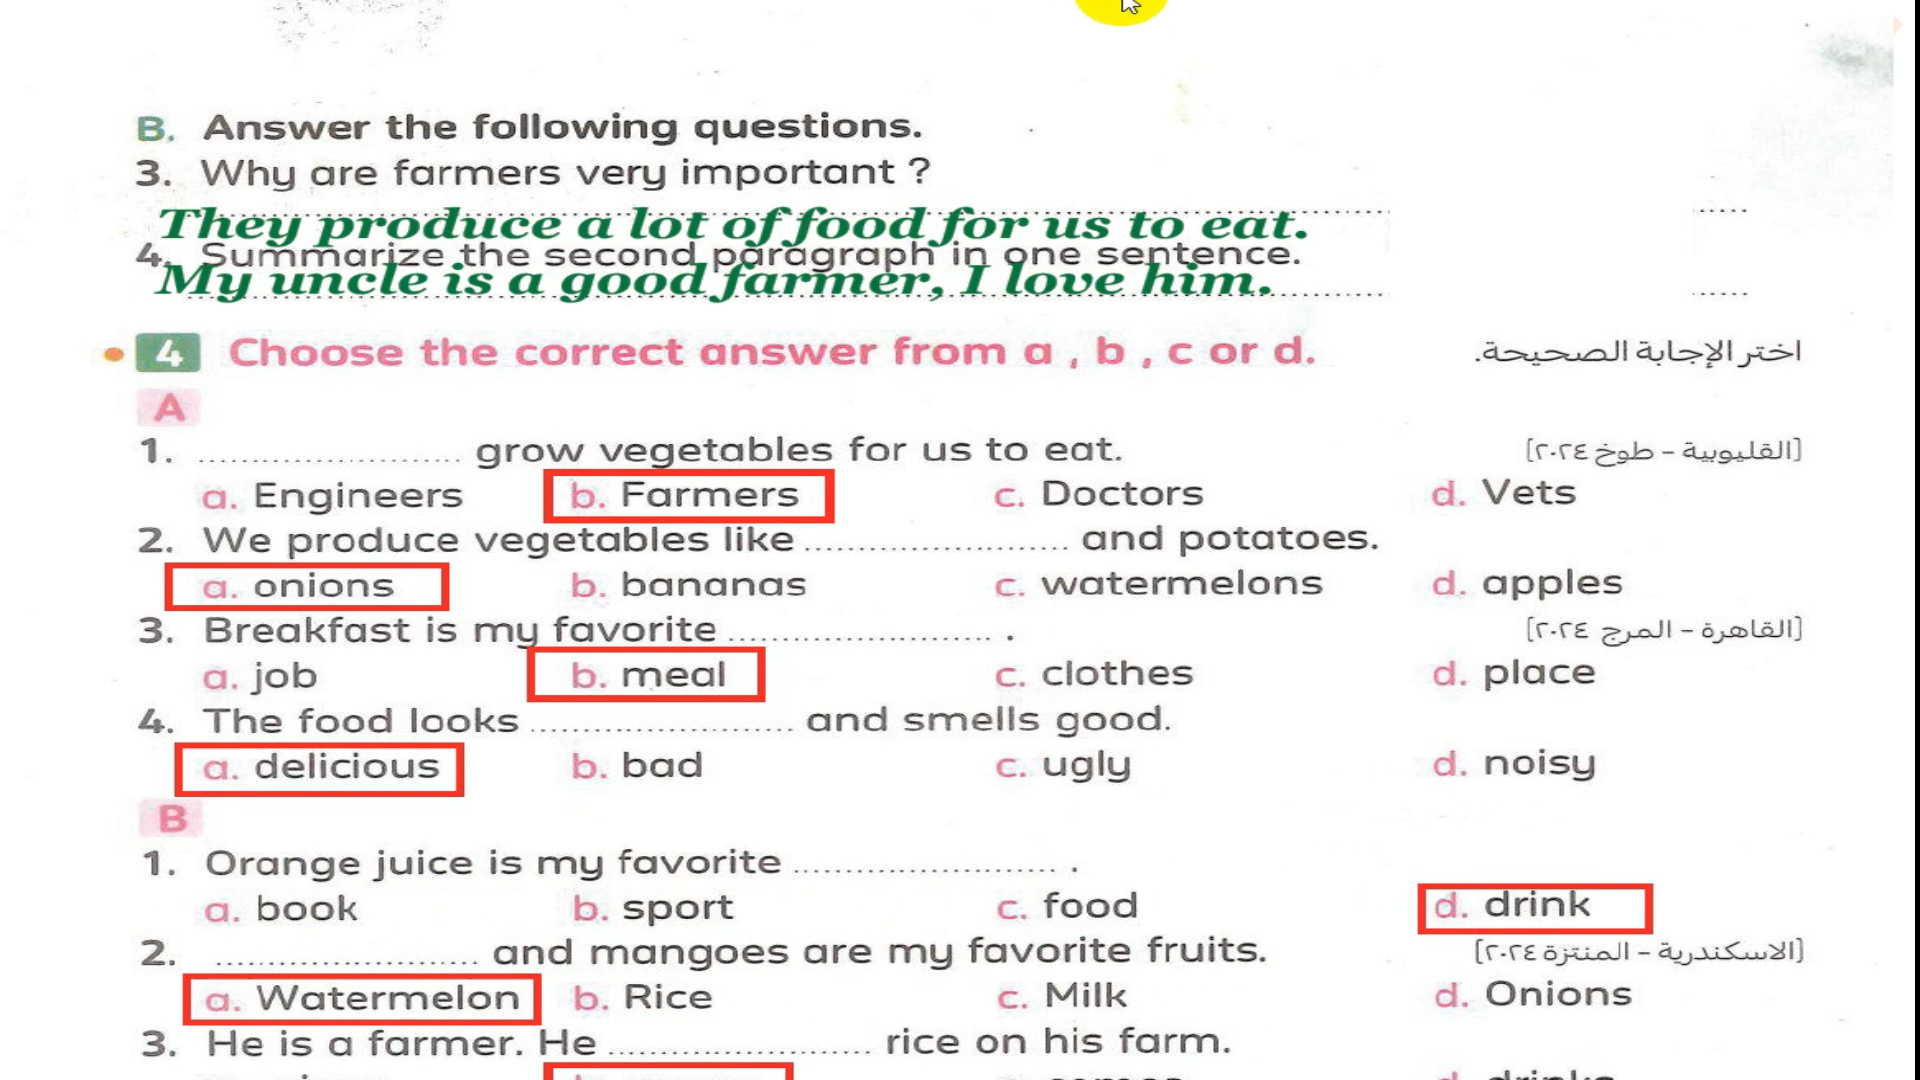 B. Answer the following questions.
3. Why are farmers very important ?
They produce a lot of food for us to eat.
4. Summarize the second paragraph in one sentence.
My uncle is a good farmer, I love him.
4 Choose the correct answer from a , b , c or d. اختر الإجابة الصحيحة.
A
1. ........................ grow vegetables for us to eat. [القليوبية - طوخ ٢٠٢٤]
a. Engineers b. Farmers c. Doctors d. Vets
2. We produce vegetables like ........................ and potatoes.
a. onions b. bananas c. watermelons d. apples
3. Breakfast is my favorite ........................ . [القاهرة - المرج ٢٠٢٤]
a. job b. meal c. clothes d. place
4. The food looks ........................ and smells good.
a. delicious b. bad c. ugly d. noisy
B
1. Orange juice is my favorite ........................ .
a. book b. sport c. food d. drink
2. ........................ and mangoes are my favorite fruits. [الاسكندرية - المنتزة ٢٠٢٤]
a. Watermelon b. Rice c. Milk d. Onions
3. He is a farmer. He ........................ rice on his farm.
d. drinks